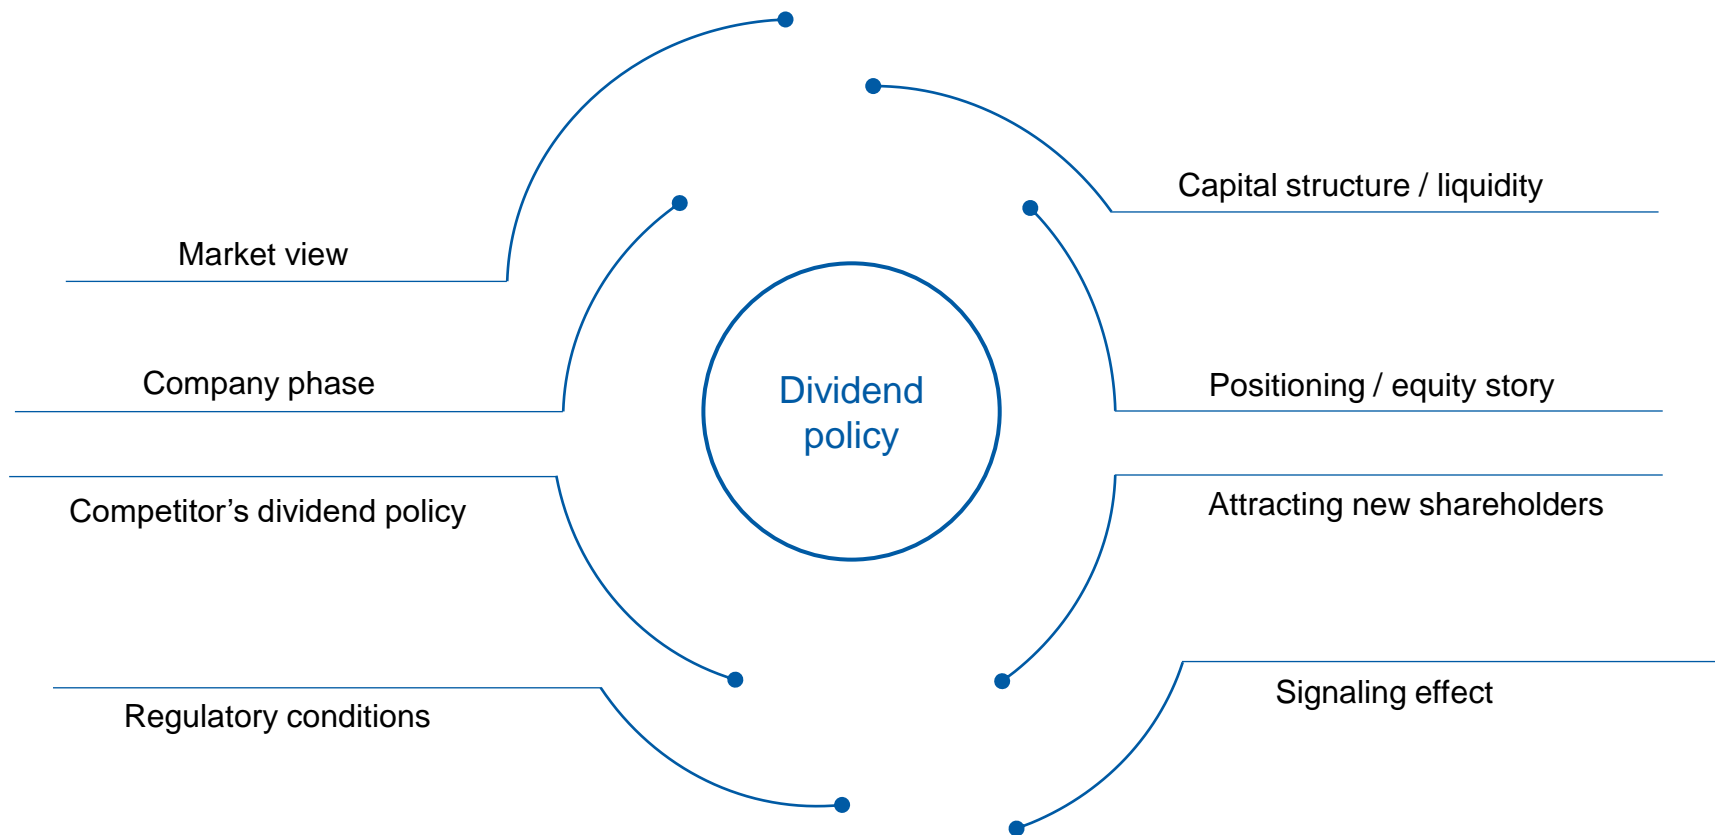 Market view
Company phase
Competitor’s dividend policy
Regulatory conditions
Dividend
policy
Capital structure / liquidity
Positioning / equity story
Attracting new shareholders
Signaling effect